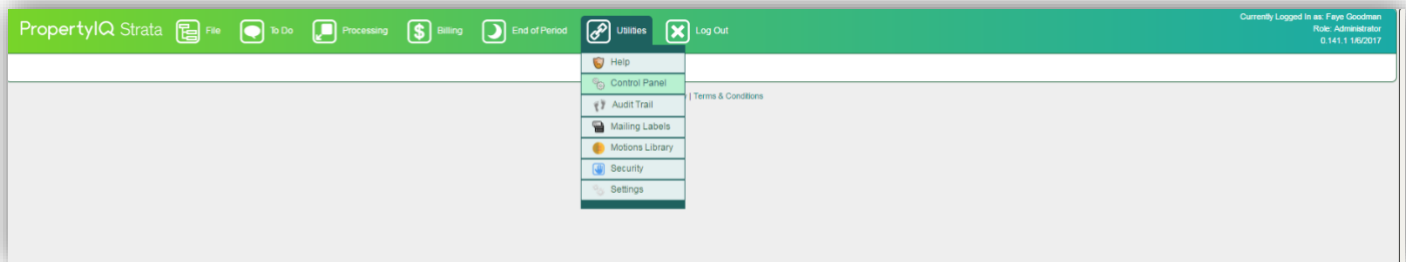 PropertyIQ Strata File To Do Processing Billing End of Period Utilities Log Out
Currently Logged In as: Faye Goodman
Role: Administrator
0.141.1 1/6/2017
Help
Control Panel
| Terms & Conditions
Audit Trail
Mailing Labels
Motions Library
Security
Settings